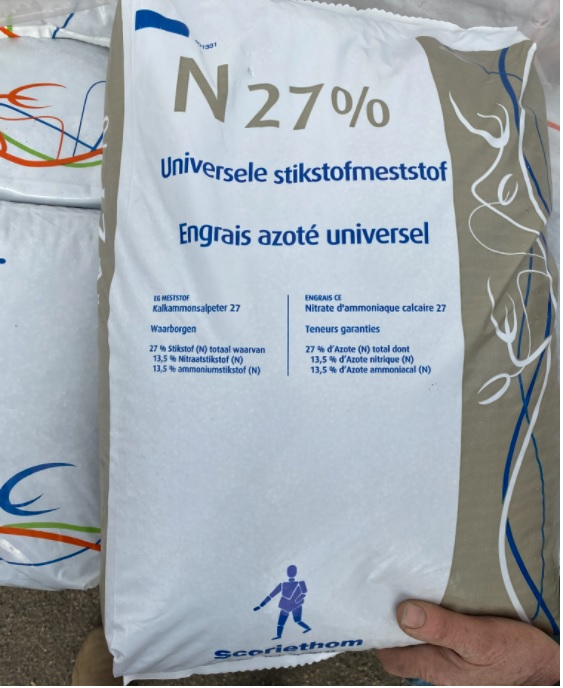 N 27%
Universele stikstofmeststof
Engrais azoté universel
EG MESTSTOF
Kalkammonsalpeter 27
Waarborgen
27 % Stikstof (N) totaal waarvan
13,5 % Nitraatstikstof (N)
13,5 % ammoniumstikstof (N)
ENGRAIS CE
Nitrate d'ammoniaque calcaire 27
Teneurs garanties
27 % d'Azote (N) total dont
13,5 % d'Azote nitrique (N)
13,5 % d'Azote ammoniacal (N)
Scoriethom